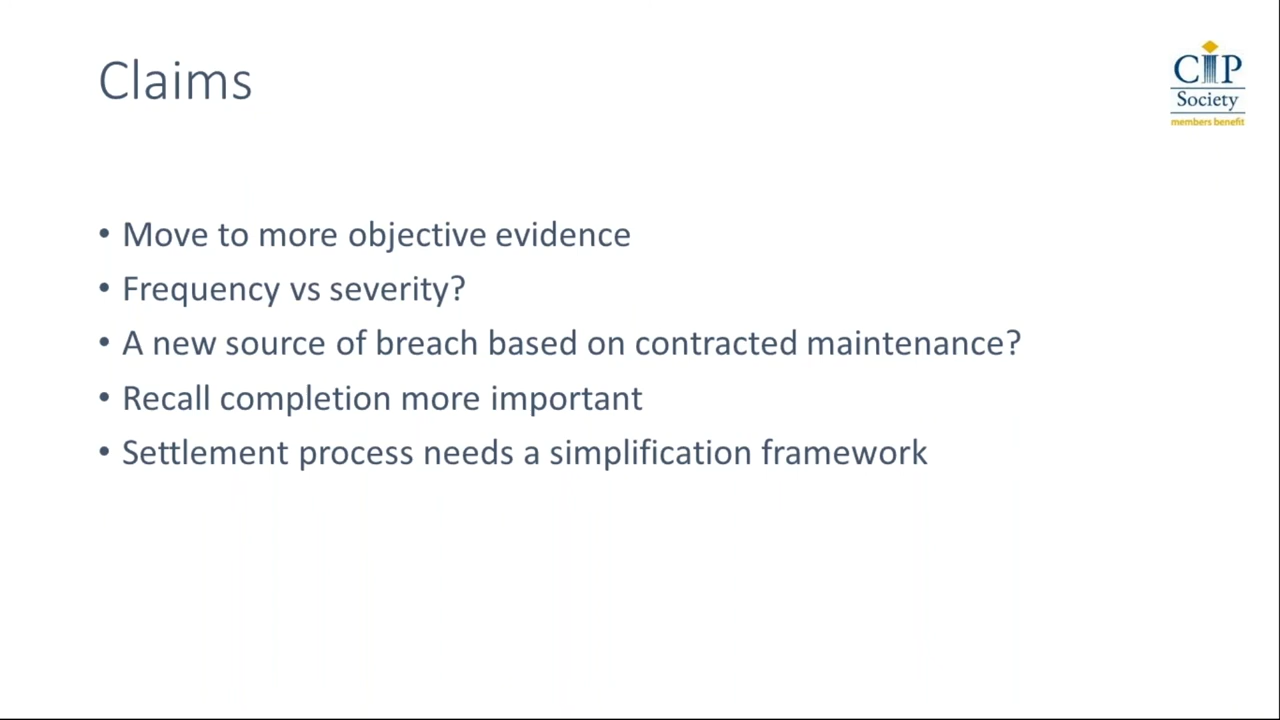 Claims
CIP
Society
members benefit
• Move to more objective evidence
• Frequency vs severity?
• A new source of breach based on contracted maintenance?
• Recall completion more important
• Settlement process needs a simplification framework